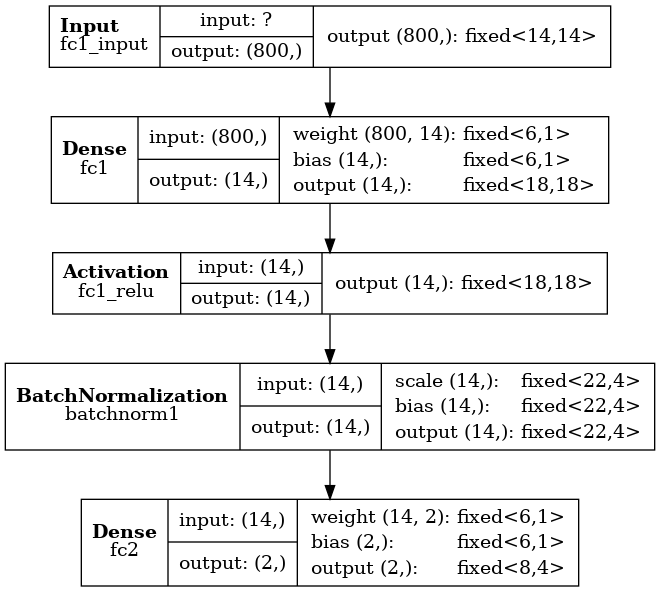 Input
fc1_input
input: ?
output: (800,)
output (800,): fixed<14,14>
Dense
fc1
input: (800,)
output: (14,)
weight (800, 14): fixed<6,1>
bias (14,): fixed<6,1>
output (14,): fixed<18,18>
Activation
fc1_relu
input: (14,)
output: (14,)
output (14,): fixed<18,18>
BatchNormalization
batchnorm1
input: (14,)
output: (14,)
scale (14,): fixed<22,4>
bias (14,): fixed<22,4>
output (14,): fixed<22,4>
Dense
fc2
input: (14,)
output: (2,)
weight (14, 2): fixed<6,1>
bias (2,): fixed<6,1>
output (2,): fixed<8,4>